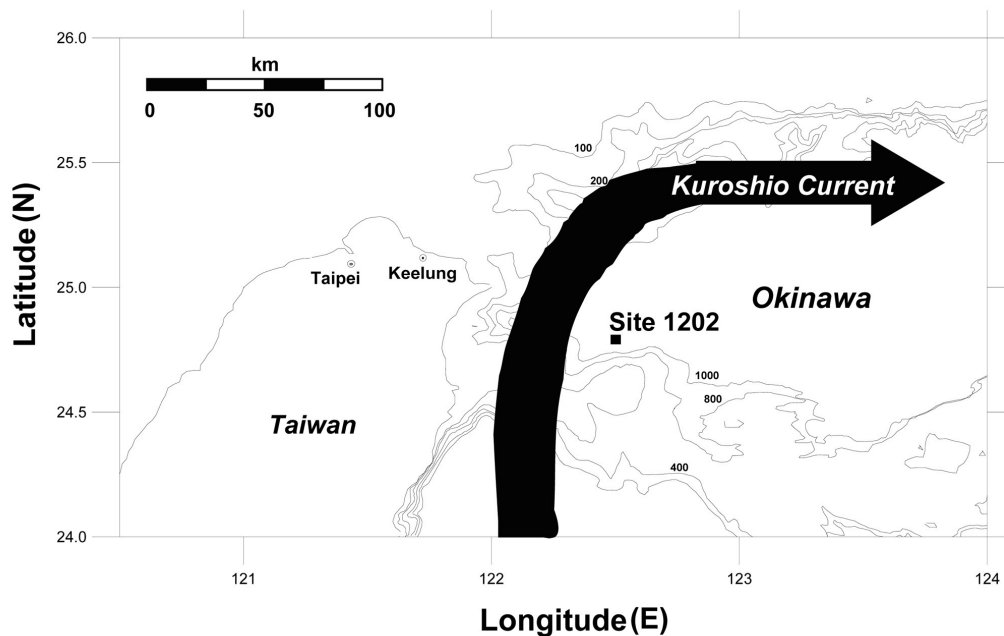 26.0
km
0 50 100
100
25.5
200
Kuroshio Current
Latitude (N)
Taipei
Keelung
25.0
Okinawa
Site 1202
1000
800
24.5
Taiwan
400
24.0
121 122 123 124
Longitude (E)